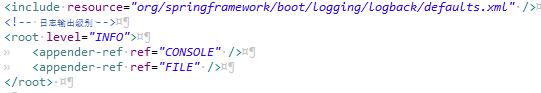 <include resource="org/springframework/boot/logging/logback/defaults.xml" />
<!-- 日志输出级别 -->
<root level="INFO">
<appender-ref ref="CONSOLE" />
<appender-ref ref="FILE" />
</root>